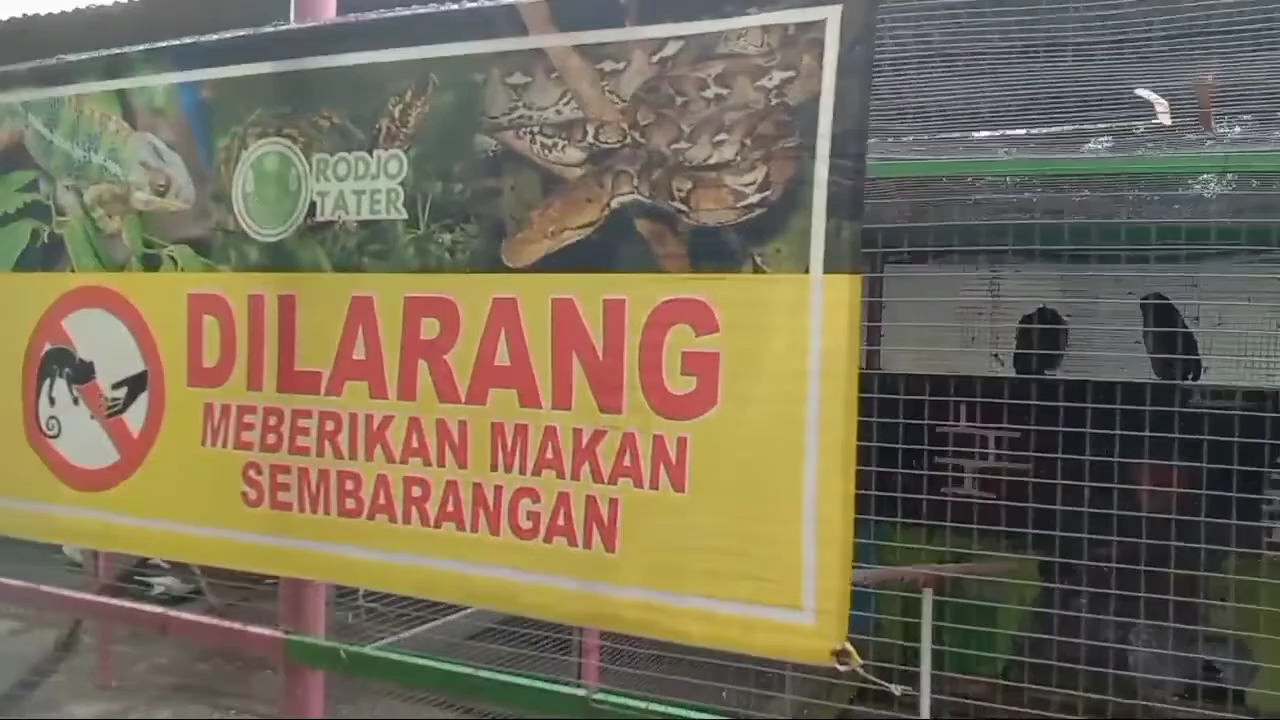 RODJO
TATER
DILARANG
MEBERIKAN MAKAN
SEMBARANGAN